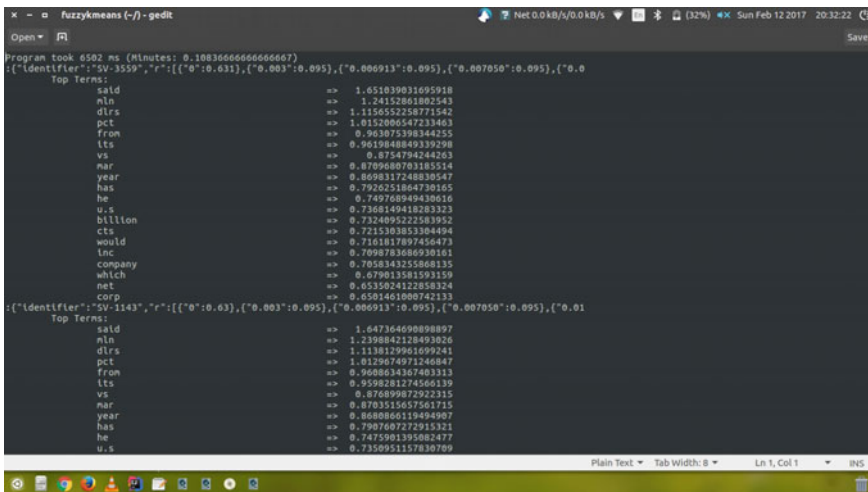 fuzzykmeans (~/) - gedit
Net 0.0 kB/s/0.0 kB/s En (32%) Sun Feb 12 2017 20:32:22
Open Save
Program took 6502 ms (Minutes: 0.10836666666666667)
:{"identifier":"SV-3559","r":[{"0":0.631},{"0.003":0.095},{"0.006913":0.095},{"0.007050":0.095},{"0.0
Top Terms:
said => 1.651039031695918
mln => 1.24152861802543
dlrs => 1.1156552258771542
pct => 1.0152006547233463
from => 0.963075398344255
its => 0.9619848849339298
vs => 0.8754794244263
mar => 0.8709680703185514
year => 0.8698317248830547
has => 0.7926251864730165
he => 0.749768949430616
u.s => 0.7368149418283323
billion => 0.7324095222583952
cts => 0.7215303853304494
would => 0.7161817897456473
inc => 0.7098783686930161
company => 0.7058343255868135
which => 0.679013581593159
net => 0.6535024122858324
corp => 0.6501461000742133
:{"identifier":"SV-1143","r":[{"0":0.63},{"0.003":0.095},{"0.006913":0.095},{"0.007050":0.095},{"0.01
Top Terms:
said => 1.647364690898897
mln => 1.2398842128493026
dlrs => 1.1138129961699241
pct => 1.0129674971246847
from => 0.9608634367403313
its => 0.9598281274566139
vs => 0.876899872922315
mar => 0.8703515657561715
year => 0.8680866119494907
has => 0.7907607272915321
he => 0.7475901395082477
u.s => 0.7350951157830709
Plain Text Tab Width: 8 Ln 1, Col 1 INS